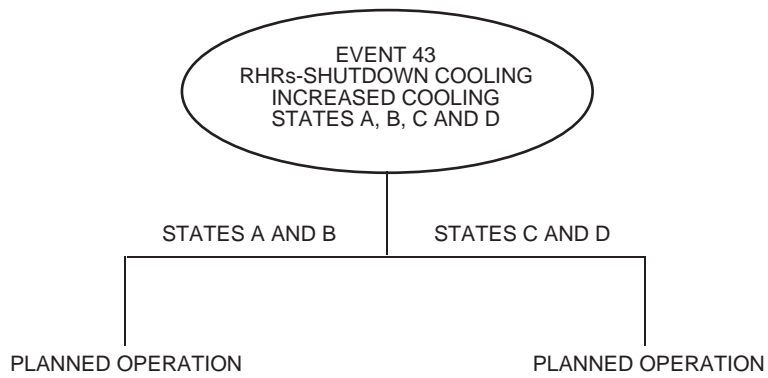 EVENT 43
RHRs-SHUTDOWN COOLING
INCREASED COOLING
STATES A, B, C AND D
STATES A AND B
STATES C AND D
PLANNED OPERATION
PLANNED OPERATION